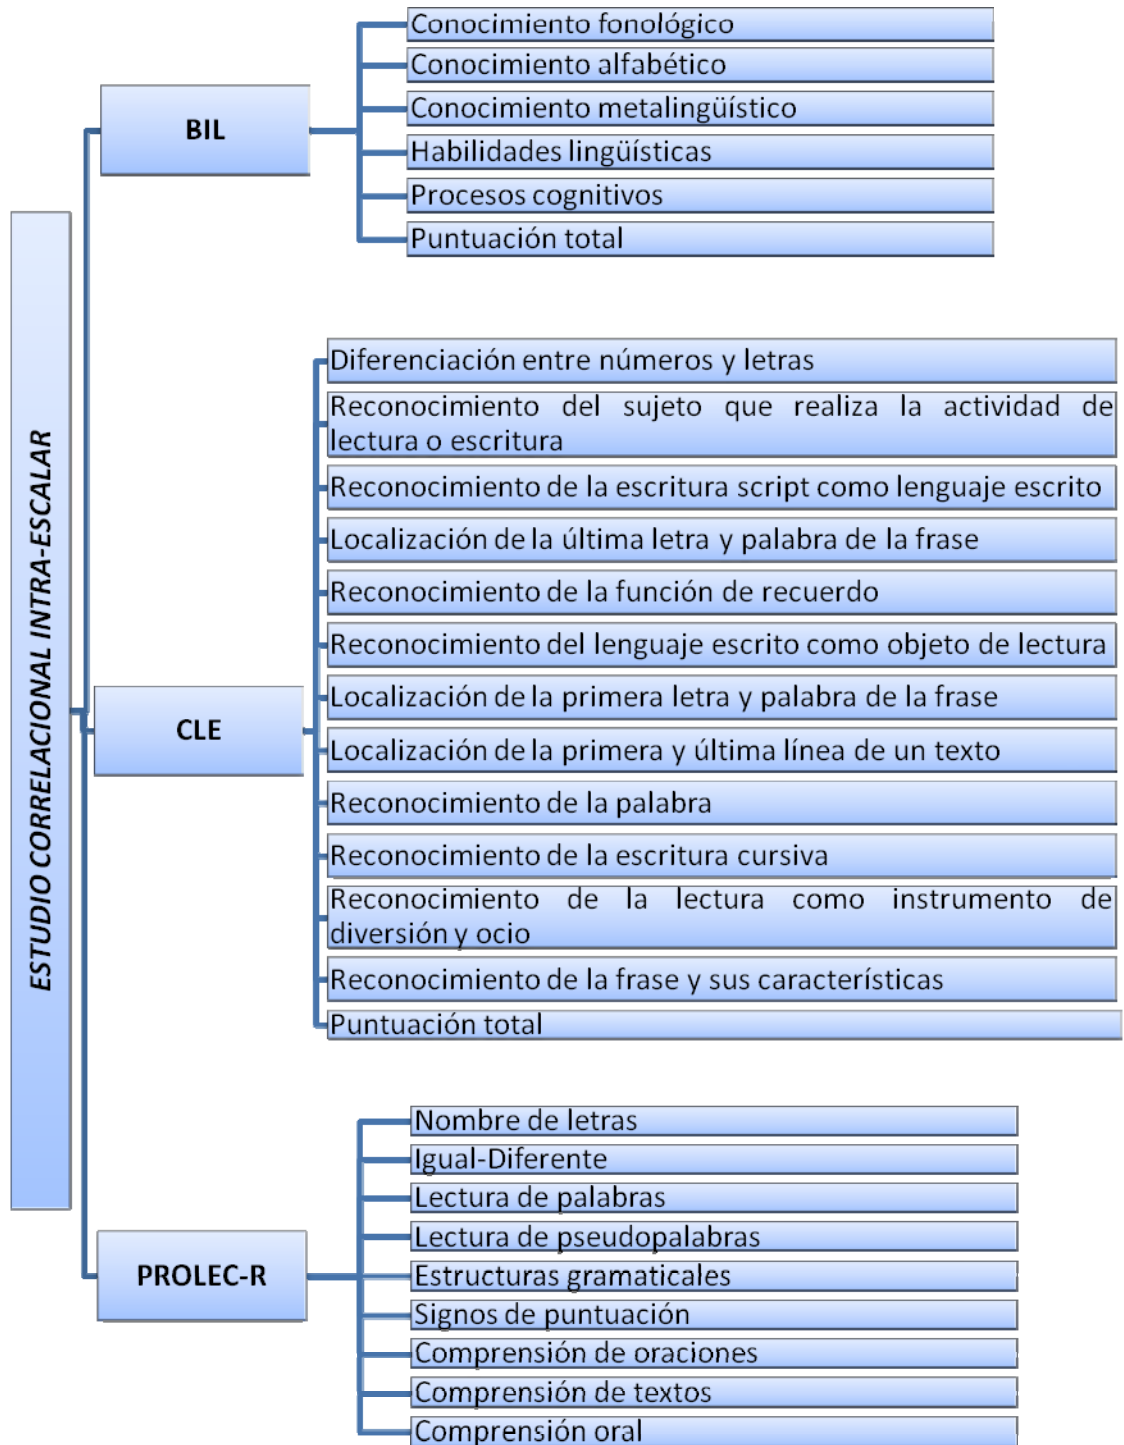 ESTUDIO CORRELACIONAL INTRA-ESCALAR
BIL
Conocimiento fonológico
Conocimiento alfabético
Conocimiento metalingüístico
Habilidades lingüísticas
Procesos cognitivos
Puntuación total
CLE
Diferenciación entre números y letras
Reconocimiento del sujeto que realiza la actividad de
lectura o escritura
Reconocimiento de la escritura script como lenguaje escrito
Localización de la última letra y palabra de la frase
Reconocimiento de la función de recuerdo
Reconocimiento del lenguaje escrito como objeto de lectura
Localización de la primera letra y palabra de la frase
Localización de la primera y última línea de un texto
Reconocimiento de la palabra
Reconocimiento de la escritura cursiva
Reconocimiento de la lectura como instrumento de
diversión y ocio
Reconocimiento de la frase y sus características
Puntuación total
PROLEC-R
Nombre de letras
Igual-Diferente
Lectura de palabras
Lectura de pseudopalabras
Estructuras gramaticales
Signos de puntuación
Comprensión de oraciones
Comprensión de textos
Comprensión oral